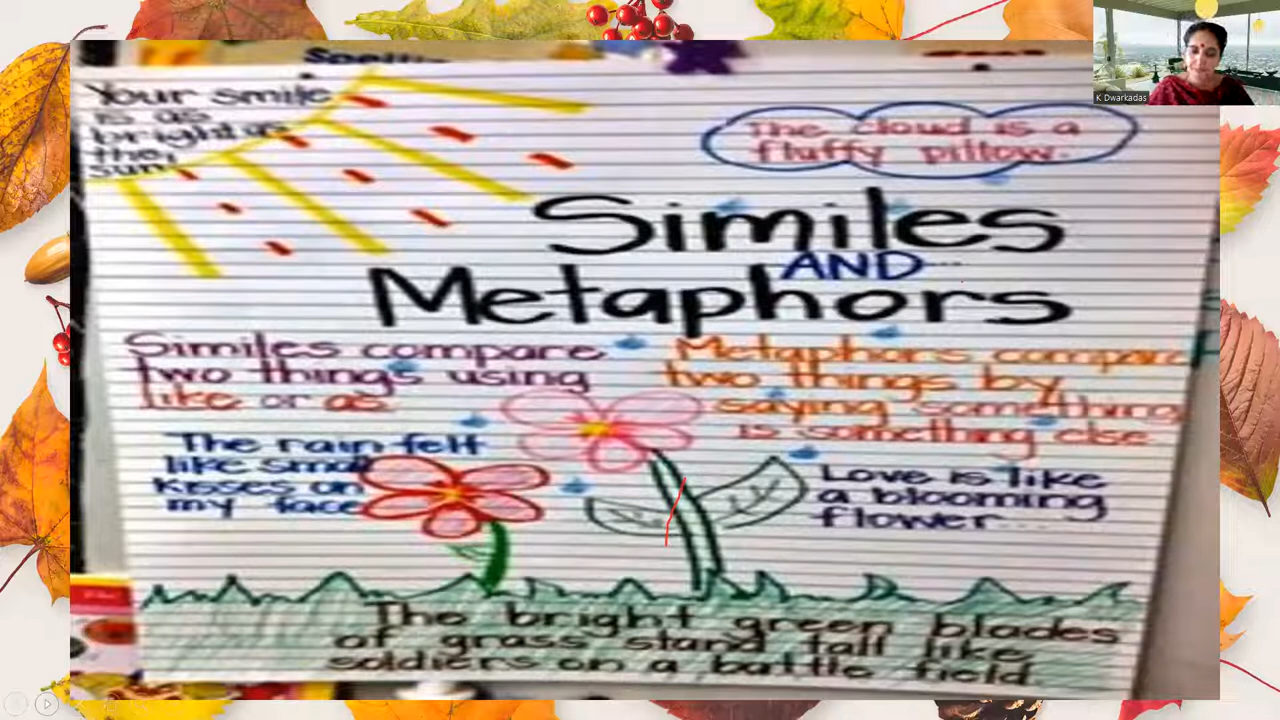 Your smile
is as
bright as
the
sun.
The cloud is a
fluffy pillow.
Similes
AND
Metaphors
Similes compare
two things using
like or as
Metaphors compare
two things by
saying something
is something else
The rain felt
like small
kisses on
my face
Love is like
a blooming
flower...
The bright green blades
of grass stand tall like
soldiers on a battle field.
K Dwarkadas